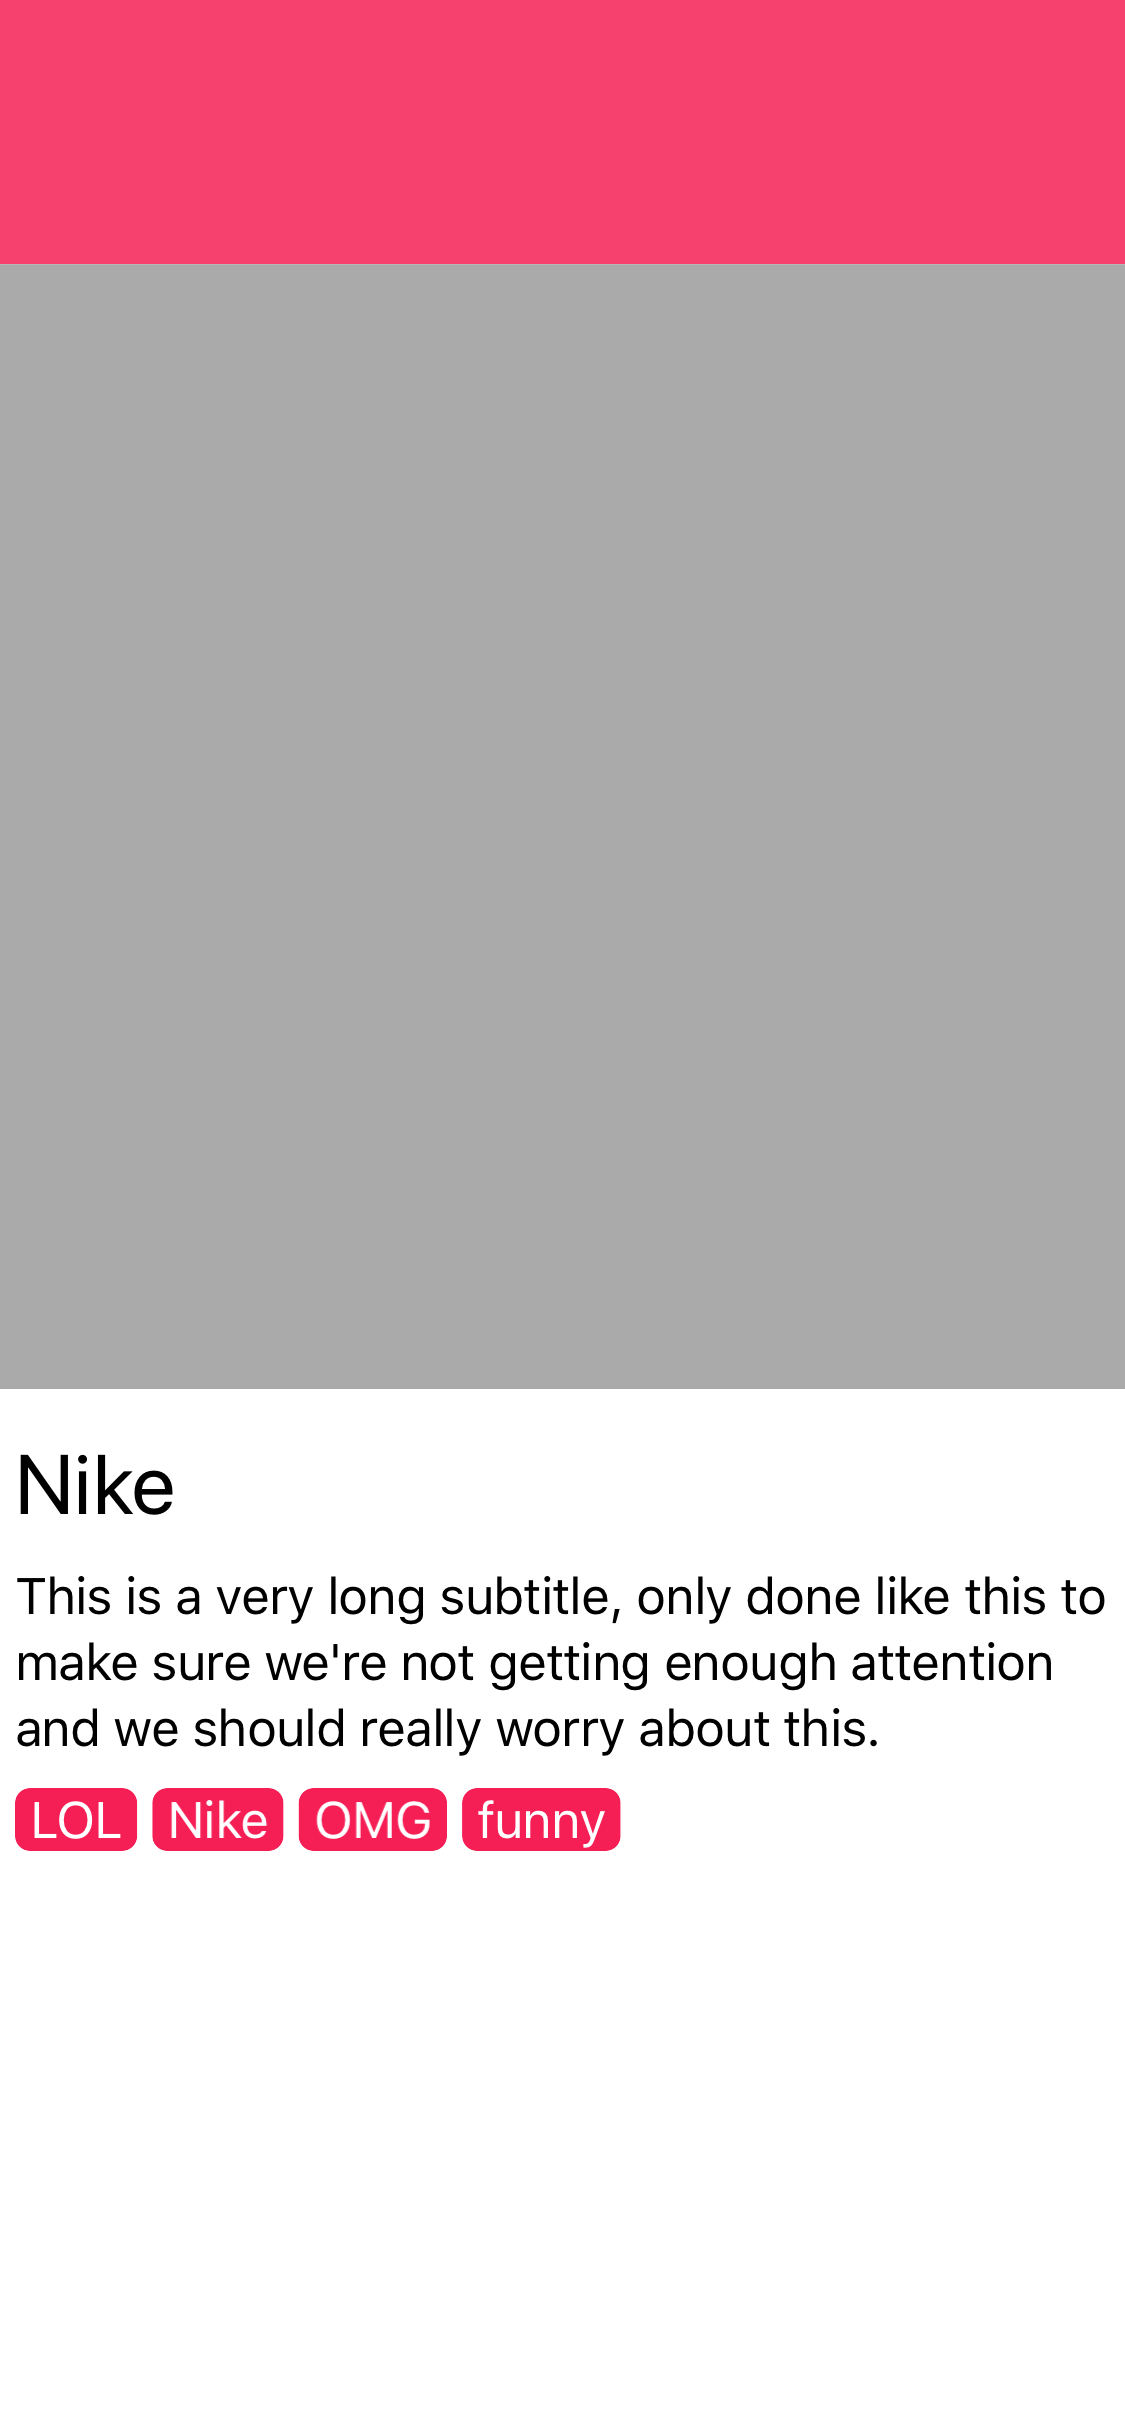 Nike
This is a very long subtitle, only done like this to
make sure we're not getting enough attention
and we should really worry about this.
LOL Nike OMG funny